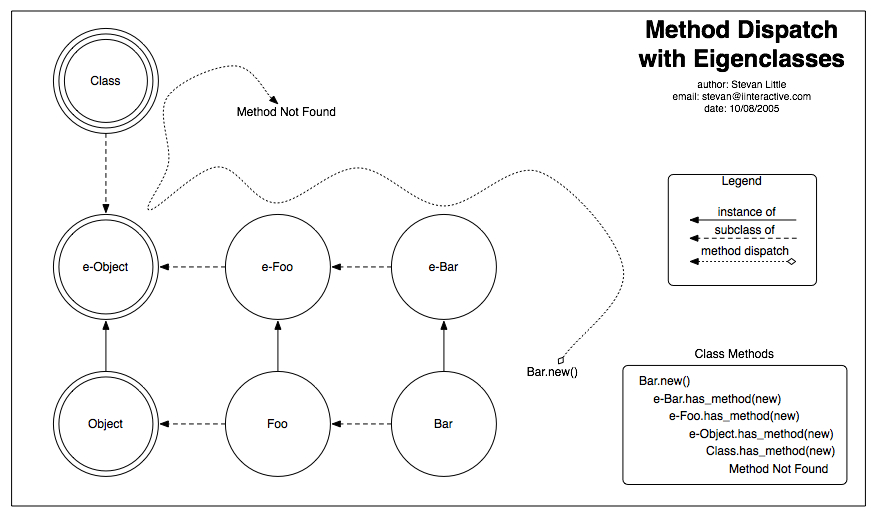 Method Dispatch
with Eigenclasses
author: Stevan Little
email: stevan@iinteractive.com
date: 10/08/2005
Class
Method Not Found
Legend
instance of
subclass of
method dispatch
e-Object
e-Foo
e-Bar
Bar.new()
Object
Foo
Bar
Class Methods
Bar.new()
e-Bar.has_method(new)
e-Foo.has_method(new)
e-Object.has_method(new)
Class.has_method(new)
Method Not Found